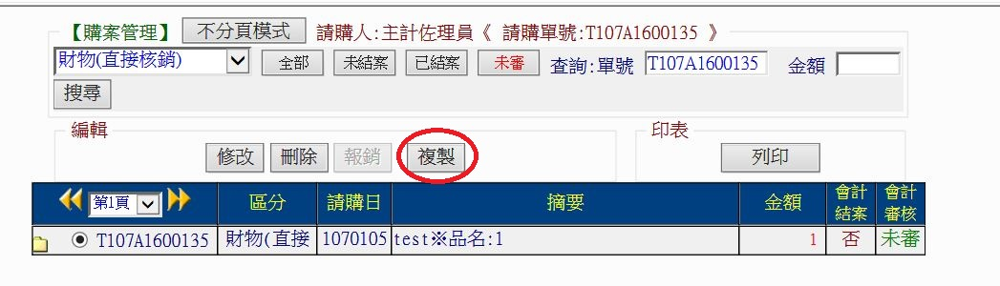 【購案管理】 不分頁模式 請購人:主計佐理員《 請購單號:T107A1600135 》
財物(直接核銷) 全部 未結案 已結案 未審 查詢:單號 T107A1600135 金額
搜尋
編輯 印表
修改 刪除 報銷 複製 列印
第1頁 區分 請購日 摘要 金額 會計結案 會計審核
T107A1600135 財物(直接 1070105 test※品名:1 1 否 未審